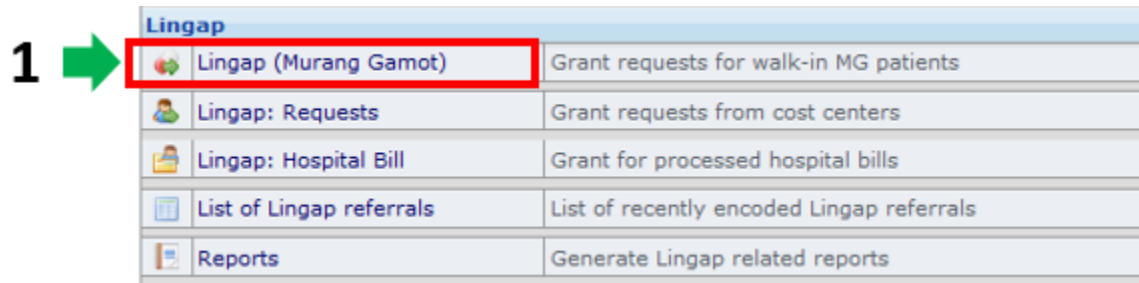 Lingap
1
Lingap (Murang Gamot) Grant requests for walk-in MG patients
Lingap: Requests Grant requests from cost centers
Lingap: Hospital Bill Grant for processed hospital bills
List of Lingap referrals List of recently encoded Lingap referrals
Reports Generate Lingap related reports